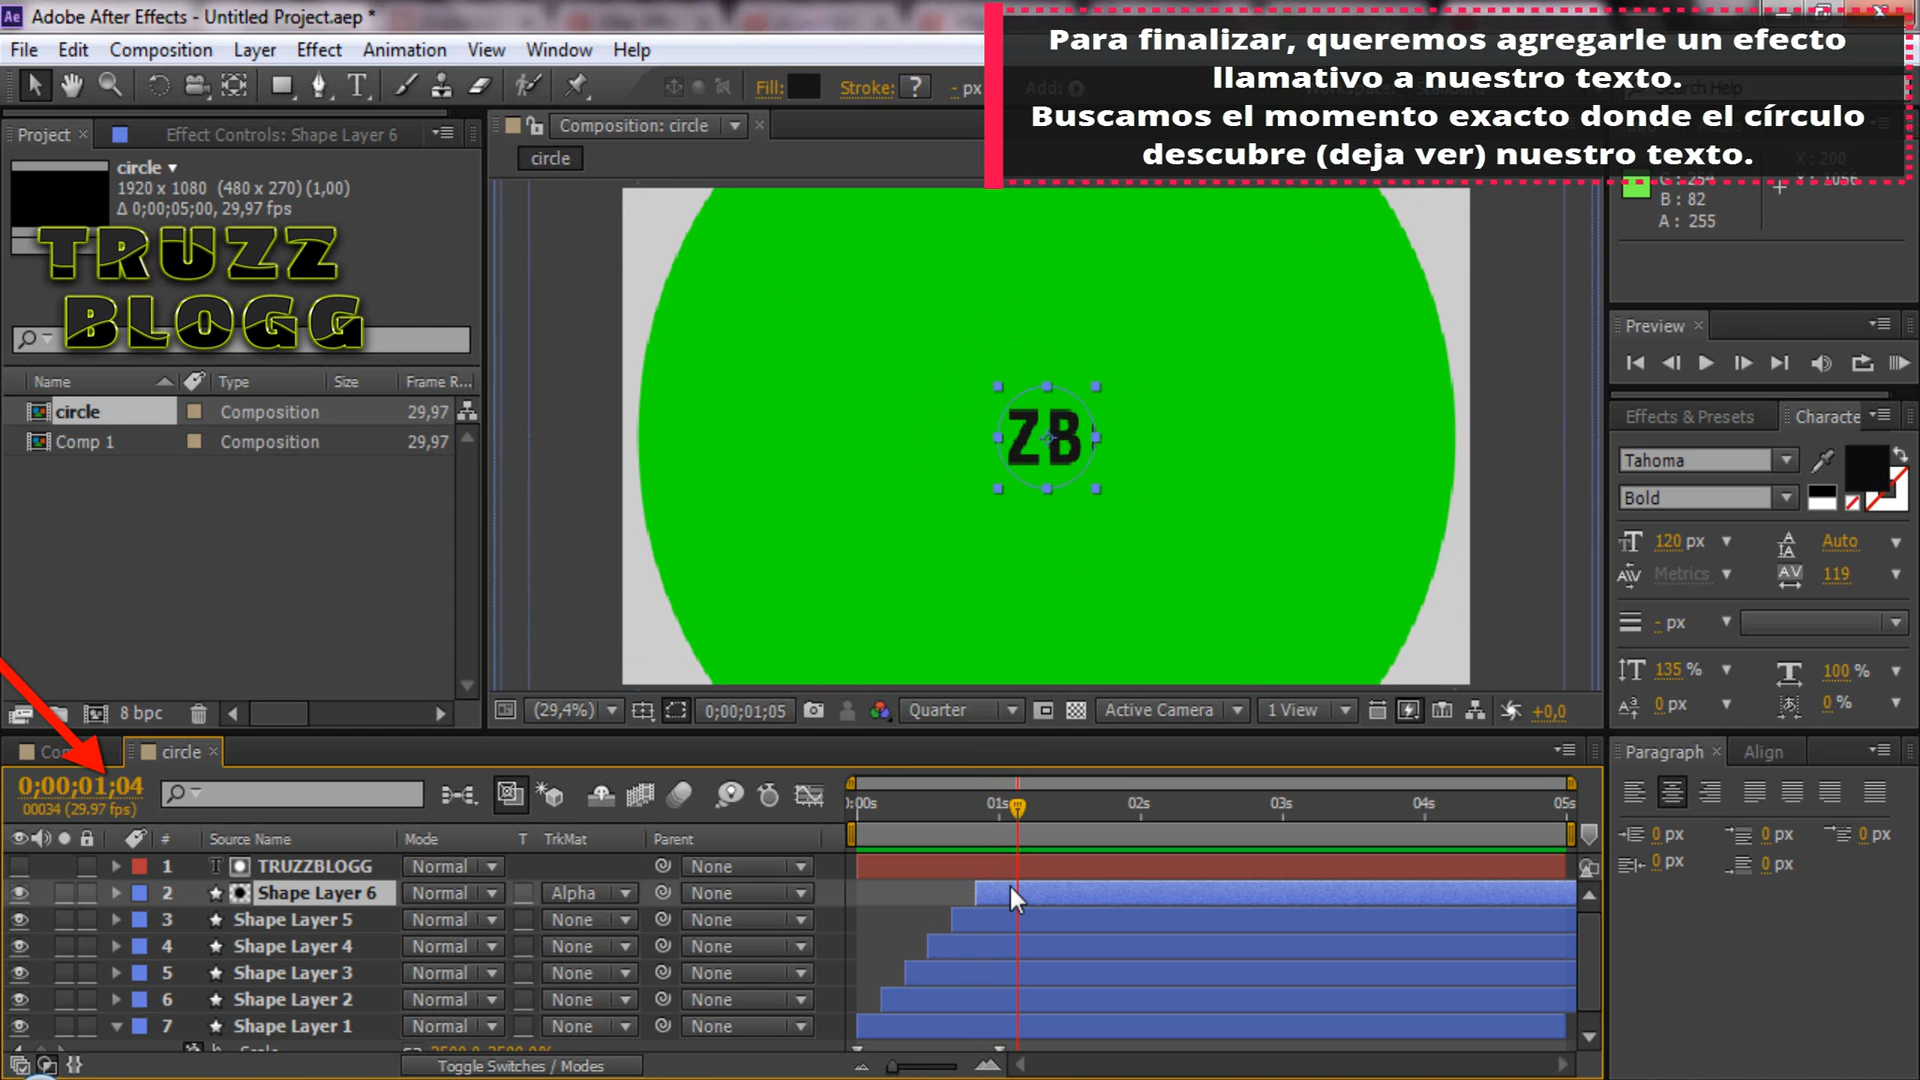 Adobe After Effects - Untitled Project.aep *
File Edit Composition Layer Effect Animation View Window Help
Fill: Stroke: ? - px Add:
Para finalizar, queremos agregarle un efecto
llamativo a nuestro texto.
Buscamos el momento exacto donde el círculo
descubre (deja ver) nuestro texto.
Project Effect Controls: Shape Layer 6
circle
1920 x 1080 (480 x 270) (1,00)
Δ 0;00;05;00, 29,97 fps
TRUZZ
BLOGG
Name Type Size Frame R...
circle Composition 29,97
Comp 1 Composition 29,97
8 bpc
Composition: circle
circle
ZB
(29,4%) 0;00;01;05 Quarter Active Camera 1 View +0,0
X : 200
G : 254
B : 82
A : 255
Preview
Effects & Presets Characte
Tahoma
Bold
120 px Auto
Metrics 119
- px
135 % 100 %
0 px 0 %
Paragraph Align
0 px 0 px 0 px
0 px 0 px
circle
0;00;01;04
00034 (29.97 fps)
0:00s 01s 02s 03s 04s 05s
# Source Name Mode T TrkMat Parent
1 T TRUZZBLOGG Normal None
2 Shape Layer 6 Normal Alpha None
3 Shape Layer 5 Normal None None
4 Shape Layer 4 Normal None None
5 Shape Layer 3 Normal None None
6 Shape Layer 2 Normal None None
7 Shape Layer 1 Normal None None
Toggle Switches / Modes